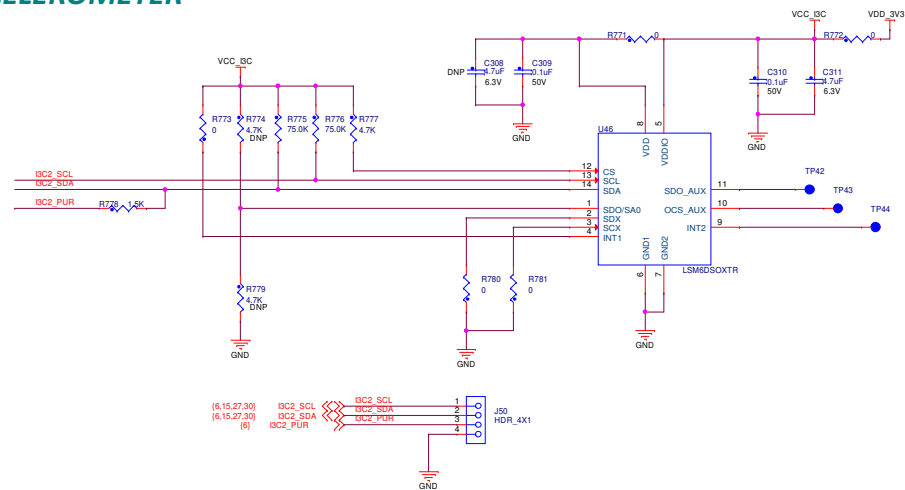 VCC_I3C VDD_3V3
R771 0 R772 0
VCC_I3C
DNP C308 4.7uF 6.3V
C309 0.1uF 50V
C310 0.1uF 50V
C311 4.7uF 6.3V
GND
GND
R773 0
R774 4.7K DNP
R775 75.0K
R776 75.0K
R777 4.7K
U46
8 VDD
5 VDDIO
12 CS
13 SCL
14 SDA
1 SDO/SA0
2 SDX
3 SCX
4 INT1
SDO_AUX 11
OCS_AUX 10
INT2 9
GND1 6
GND2 7
LSM6DSOXTR
TP42
TP43
TP44
I3C2_SCL
I3C2_SDA
I3C2_PUR
R778 1.5K
R779 4.7K DNP
R780 0
R781 0
GND
GND
GND
{6,15,27,30} I3C2_SCL I3C2_SCL 1
{6,15,27,30} I3C2_SDA I3C2_SDA 2
{6} I3C2_PUR I3C2_PUR 3
4
J50
HDR_4X1
GND